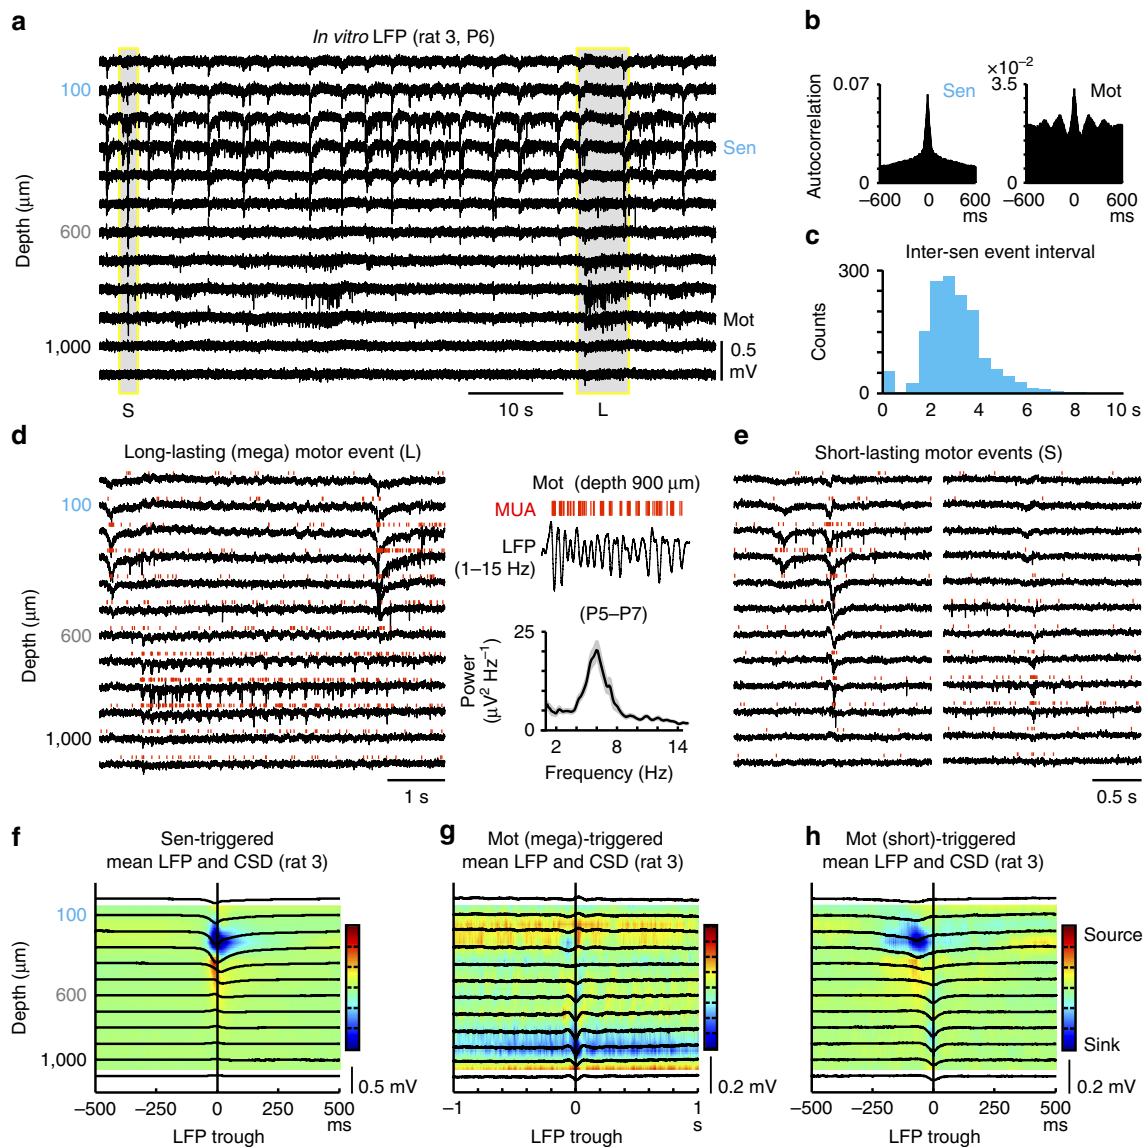 a
In vitro LFP (rat 3, P6)
Depth (μm)
100
600
1,000
Sen
Mot
0.5
mV
10 s
S
L
b
Autocorrelation
0.07
0
Sen
–600 0 600
ms
×10–2
3.5
0
Mot
–600 0 600
ms
c
Inter-sen event interval
Counts
300
0
0 2 4 6 8 10 s
d
Long-lasting (mega) motor event (L)
Depth (μm)
100
600
1,000
1 s
Mot (depth 900 μm)
MUA
LFP
(1–15 Hz)
(P5–P7)
Power
(μV2 Hz–1)
25
0
2 8 14
Frequency (Hz)
e
Short-lasting motor events (S)
0.5 s
f
Sen-triggered
mean LFP and CSD (rat 3)
Depth (μm)
100
600
1,000
0.5 mV
–500 –250 0 500
ms
LFP trough
g
Mot (mega)-triggered
mean LFP and CSD (rat 3)
0.2 mV
–1 0 1
s
LFP trough
h
Mot (short)-triggered
mean LFP and CSD (rat 3)
Source
Sink
0.2 mV
–500 –250 0 250 500
ms
LFP trough